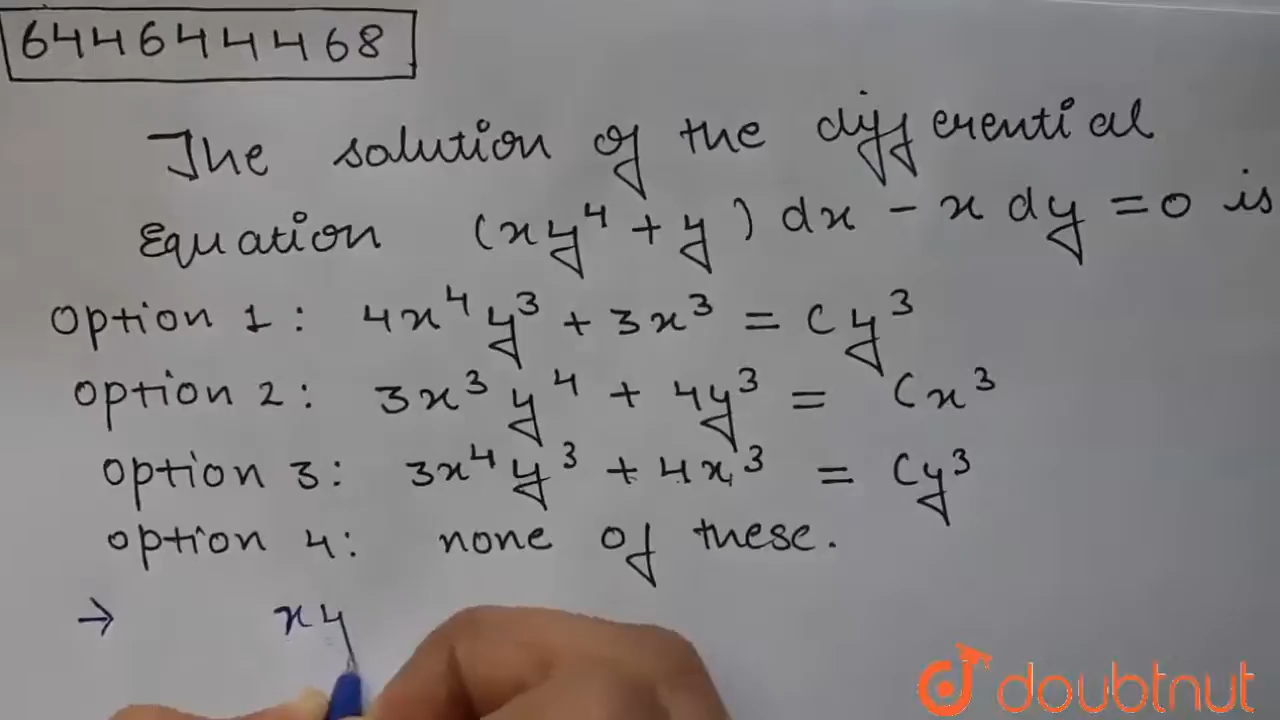 644644468
The solution of the differential
Equation (xy⁴ + y) dx - x dy = 0 is
option 1: 4x⁴y³ + 3x³ = Cy³
option 2: 3x³y⁴ + 4y³ = Cx³
option 3: 3x⁴y³ + 4x³ = Cy³
option 4: none of these.
→ xy
doubtnut